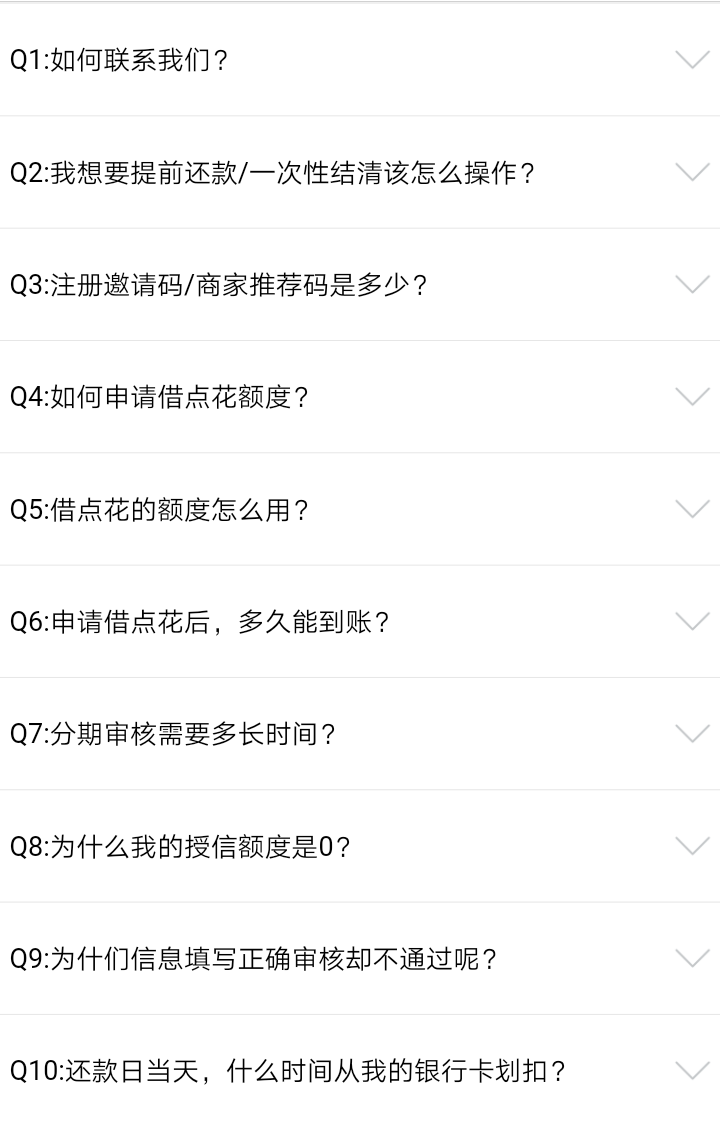 Q1:如何联系我们？
Q2:我想要提前还款/一次性结清该怎么操作？
Q3:注册邀请码/商家推荐码是多少？
Q4:如何申请借点花额度？
Q5:借点花的额度怎么用？
Q6:申请借点花后，多久能到账？
Q7:分期审核需要多长时间？
Q8:为什么我的授信额度是0？
Q9:为什们信息填写正确审核却不通过呢？
Q10:还款日当天，什么时间从我的银行卡划扣？